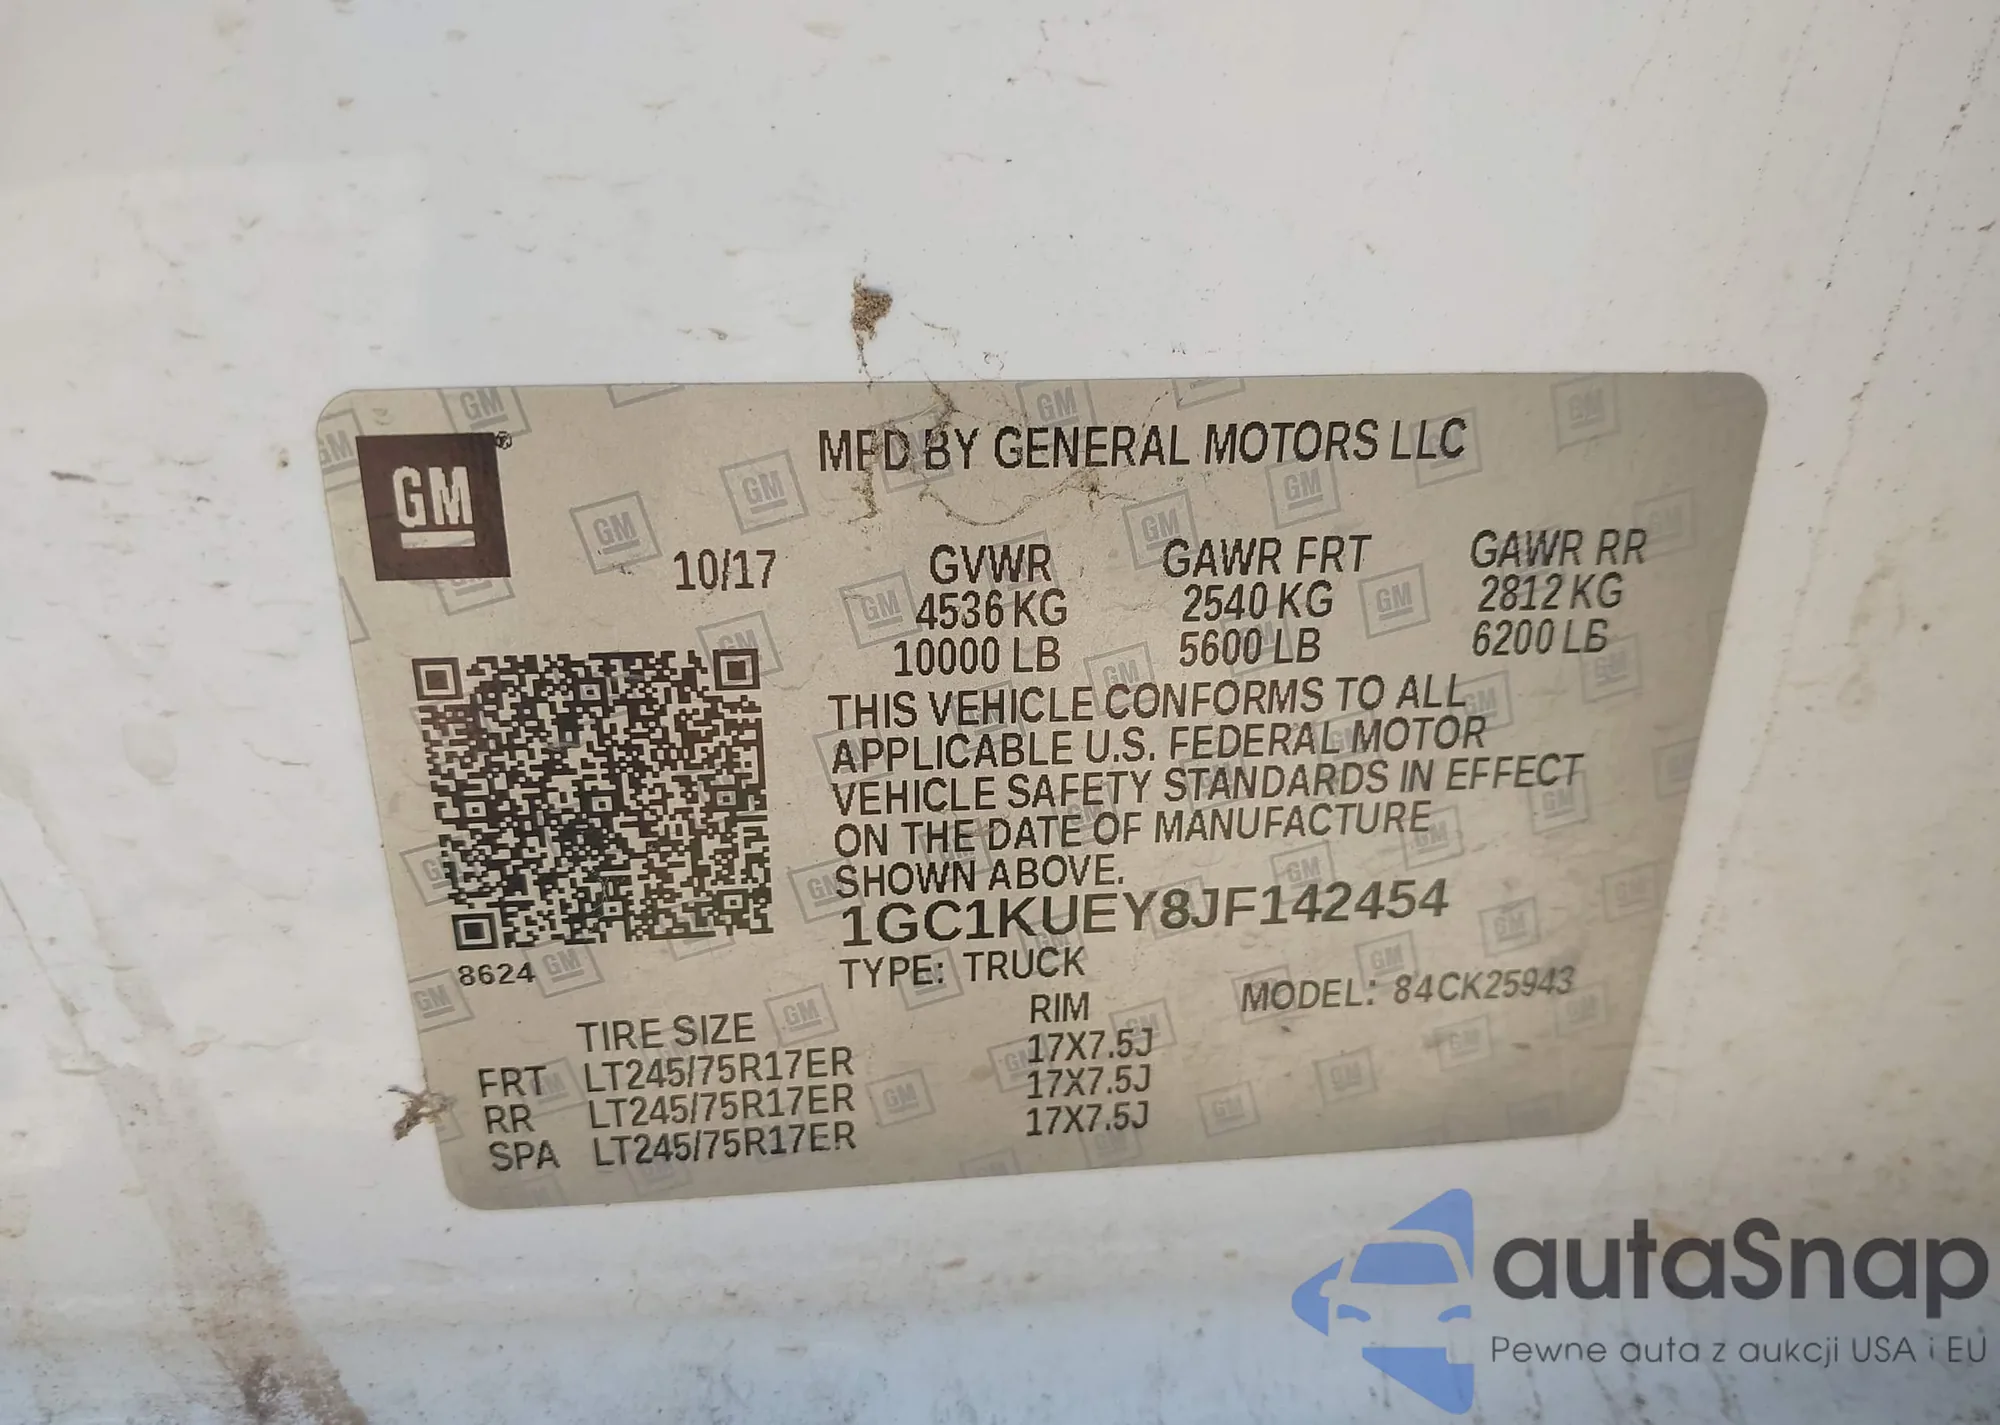 MFD BY GENERAL MOTORS LLC
GM
10/17
GVWR GAWR FRT GAWR RR
4536 KG 2540 KG 2812 KG
10000 LB 5600 LB 6200 LB
THIS VEHICLE CONFORMS TO ALL
APPLICABLE U.S. FEDERAL MOTOR
VEHICLE SAFETY STANDARDS IN EFFECT
ON THE DATE OF MANUFACTURE
SHOWN ABOVE.
1GC1KUEY8JF142454
8624
TYPE: TRUCK MODEL: 84CK25943
TIRE SIZE RIM
FRT LT245/75R17ER 17X7.5J
RR LT245/75R17ER 17X7.5J
SPA LT245/75R17ER 17X7.5J
autaSnap
Pewne auta z aukcji USA i EU